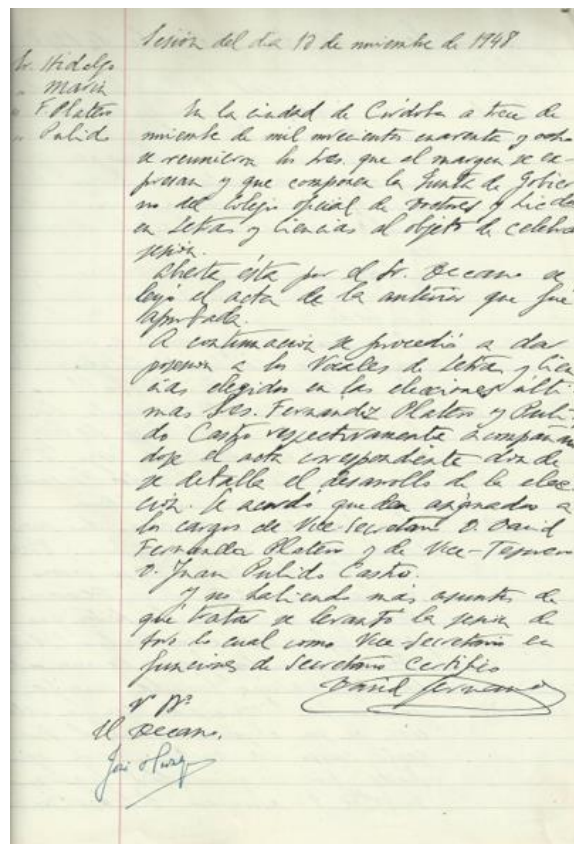 Sesión del dia 13 de noviembre de 1948
Sr. Hidalgo
" Marín
" F. Platero
" Pulido
En la ciudad de Córdoba a trece de
noviembre de mil novecientos cuarenta y ocho
se reunieron los Sres. que al margen se ex-
presan y que componen la Junta de Gobier-
no del Colegio oficial de Doctores y Licdos
en Letras y Ciencias al objeto de celebrar
sesión.
Abierta ésta por el Sr. Decano se
leyó el acta de la anterior que fué
aprobada.
A continuación se procedió a dar
posesión a los Vocales de Letras y Cien-
cias elegidos en las elecciones últi-
mas Sres. Fernandez Platero y Puli-
do Castro respectivamente acompañan-
dose el acta correspondiente donde
se detalla el desarrollo de la elec-
ción. Se acordó quedan asignados a
los cargos de Vice-Secretario D. David
Fernandez Platero y de Vice-Tesorero
D. Juan Pulido Castro.
Y no habiendo más asuntos de
que tratar se levantó la sesión de
todo lo cual como Vice-Secretario en
funciones de Secretario Certifico
David Fernandez
Vº Bº
El Decano,
José